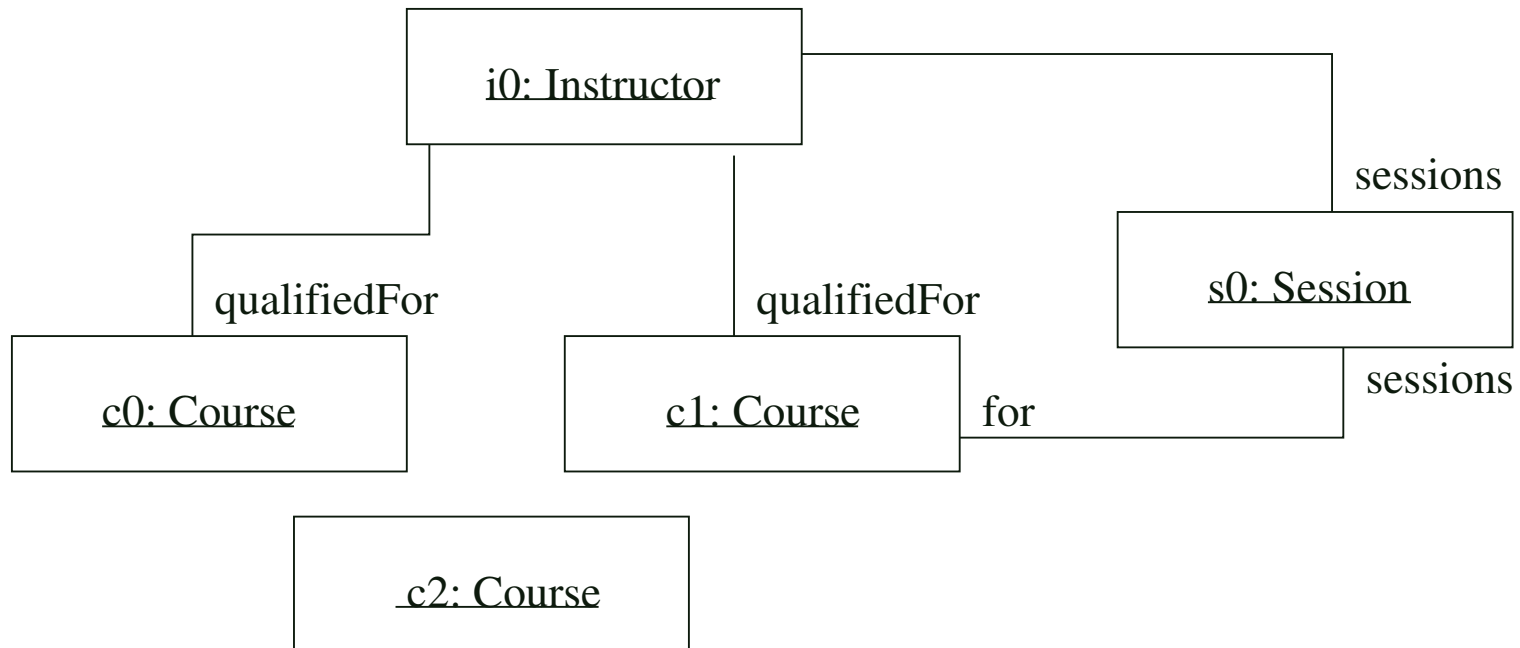 i0: Instructor
sessions
s0: Session
qualifiedFor
qualifiedFor
sessions
c0: Course
c1: Course
for
c2: Course